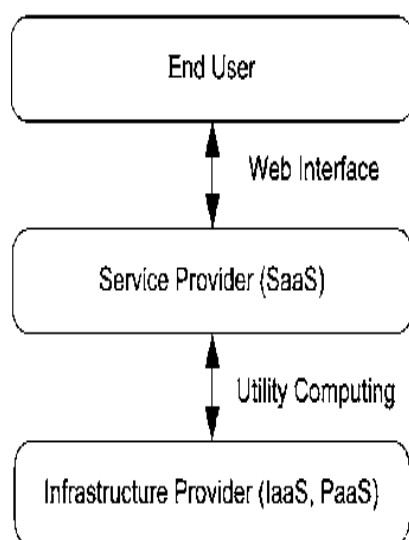 End User
Web Interface
Service Provider (SaaS)
Utility Computing
Infrastructure Provider (IaaS, PaaS)